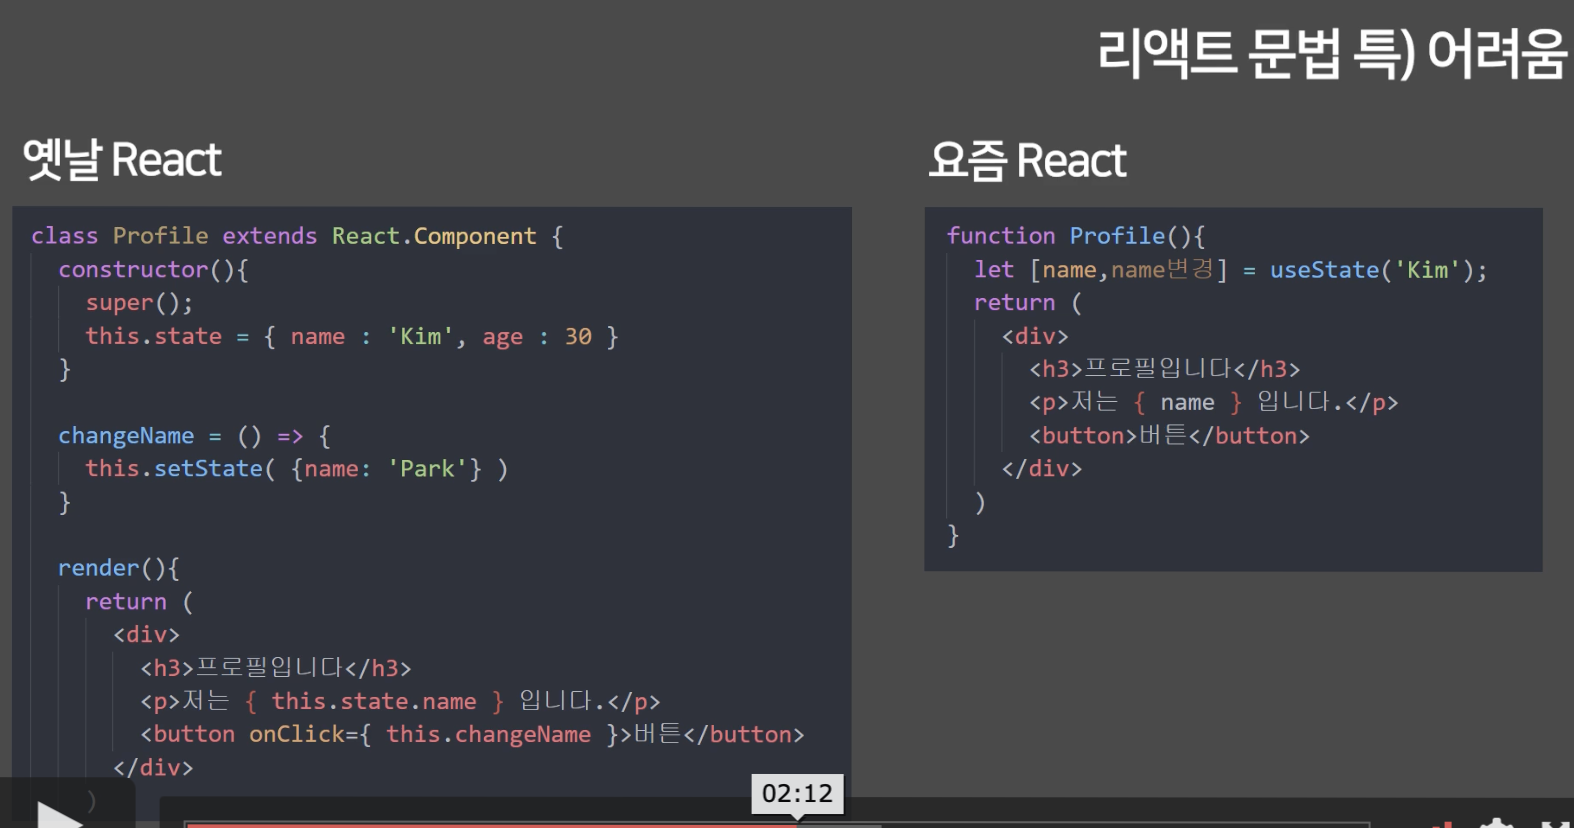 리액트 문법 특) 어려움
옛날 React
class Profile extends React.Component {
constructor(){
super();
this.state = { name : 'Kim', age : 30 }
}
changeName = () => {
this.setState( {name: 'Park'} )
}
render(){
return (
<div>
<h3>프로필입니다</h3>
<p>저는 { this.state.name } 입니다.</p>
<button onClick={ this.changeName }>버튼</button>
</div>
)
요즘 React
function Profile(){
let [name,name변경] = useState('Kim');
return (
<div>
<h3>프로필입니다</h3>
<p>저는 { name } 입니다.</p>
<button>버튼</button>
</div>
)
}
02:12